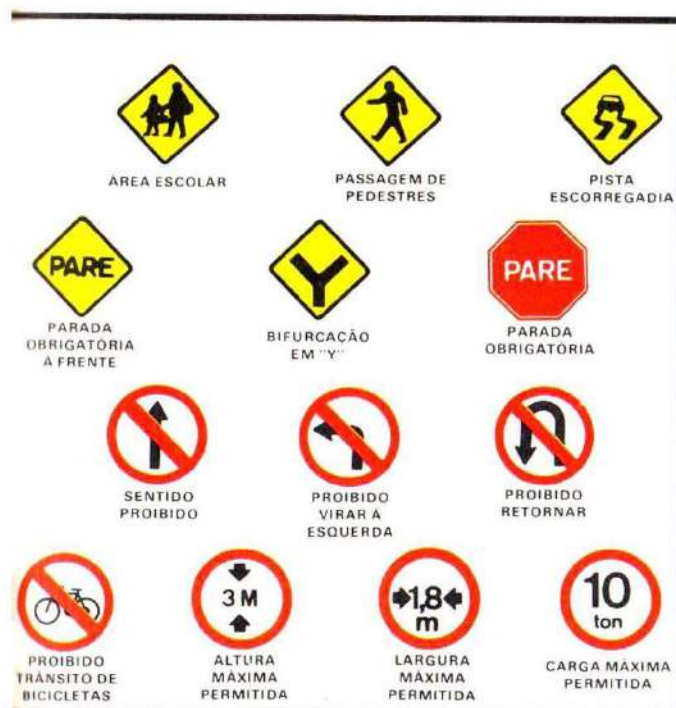 ÁREA ESCOLAR
PASSAGEM DE
PEDESTRES
PISTA
ESCORREGADIA
PARE
PARADA
OBRIGATÓRIA
A FRENTE
BIFURCAÇÃO
EM "Y"
PARE
PARADA
OBRIGATÓRIA
SENTIDO
PROIBIDO
PROIBIDO
VIRAR Á
ESQUERDA
PROIBIDO
RETORNAR
PROIBIDO
TRÂNSITO DE
BICICLETAS
3 M
ALTURA
MÁXIMA
PERMITIDA
1,8
m
LARGURA
MÁXIMA
PERMITIDA
10
ton
CARGA MÁXIMA
PERMITIDA